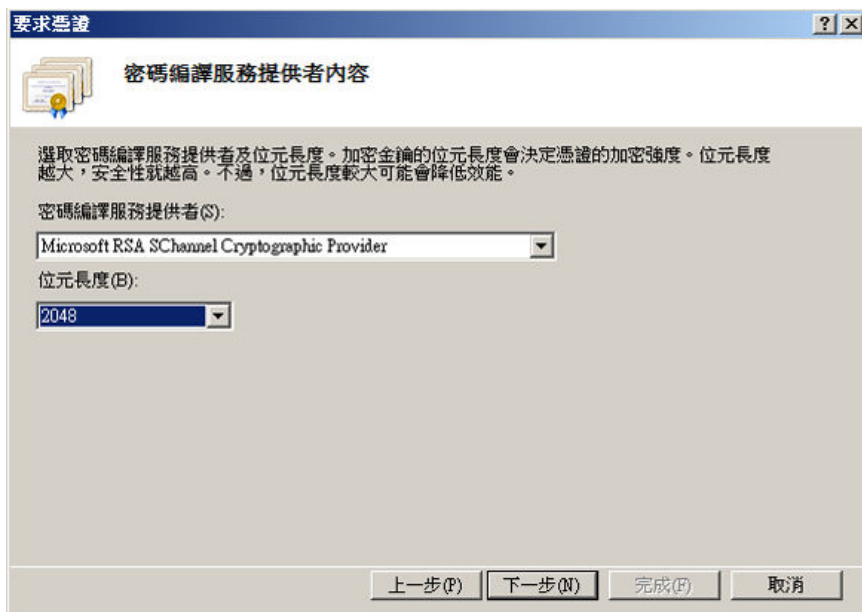 要求憑證
密碼編譯服務提供者內容
選取密碼編譯服務提供者及位元長度。加密金鑰的位元長度會決定憑證的加密強度。位元長度
越大，安全性就越高。不過，位元長度較大可能會降低效能。
密碼編譯服務提供者(S):
Microsoft RSA SChannel Cryptographic Provider
位元長度(B):
2048
上一步(P) 下一步(N) 完成(F) 取消